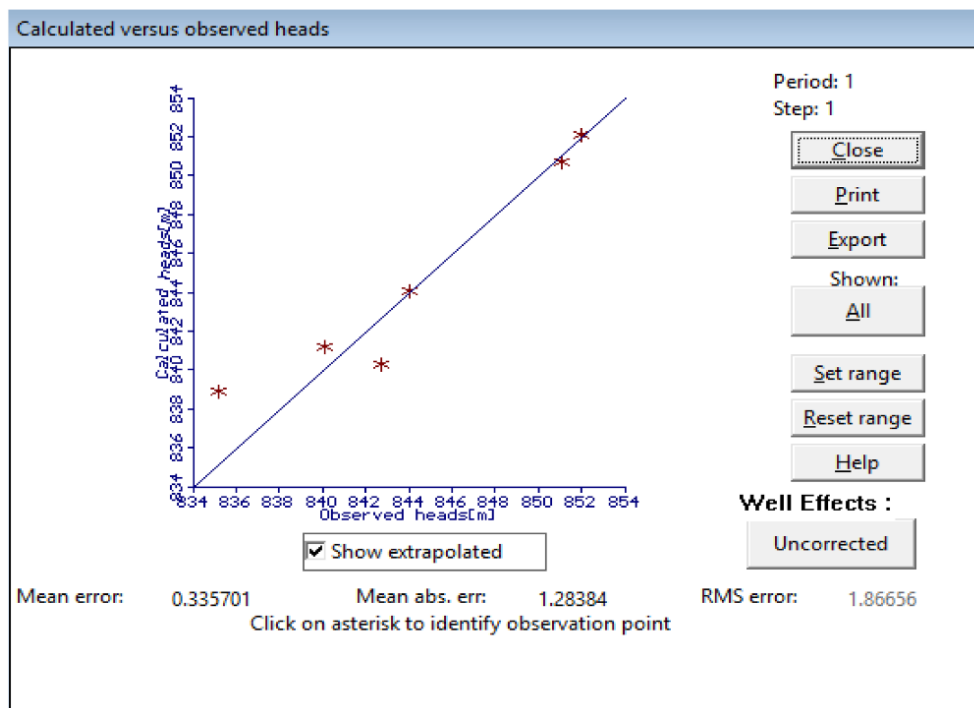 Calculated versus observed heads
Period: 1
Step: 1
Close
Print
Export
Shown:
All
Set range
Reset range
Help
Well Effects :
Uncorrected
Calculated heads[m]
854
852
850
848
846
844
842
840
838
836
834
834 836 838 840 842 844 846 848 850 852 854
Observed heads[m]
Show extrapolated
Mean error: 0.335701 Mean abs. err: 1.28384 RMS error: 1.86656
Click on asterisk to identify observation point